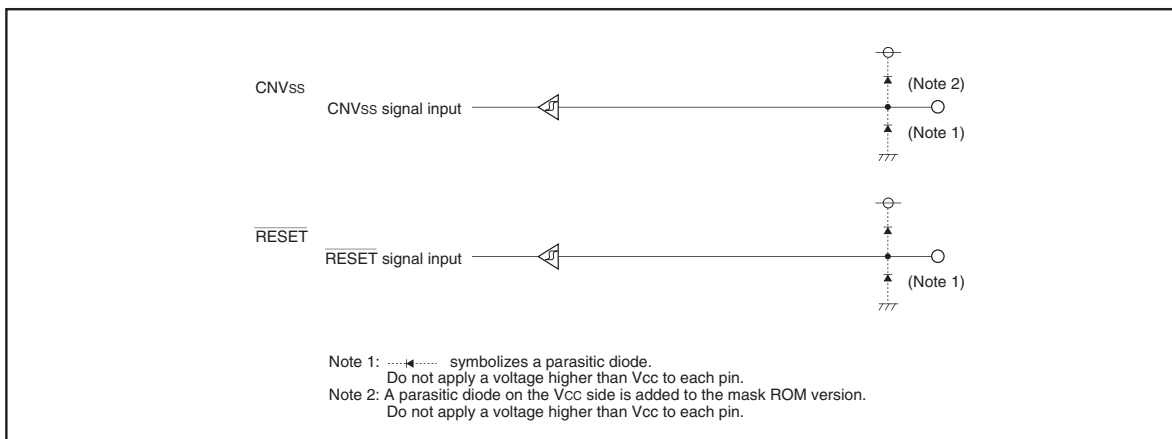 CNVss
CNVss signal input
(Note 2)
(Note 1)
RESET
RESET signal input
(Note 1)
Note 1: symbolizes a parasitic diode.
Do not apply a voltage higher than Vcc to each pin.
Note 2: A parasitic diode on the VCC side is added to the mask ROM version.
Do not apply a voltage higher than Vcc to each pin.